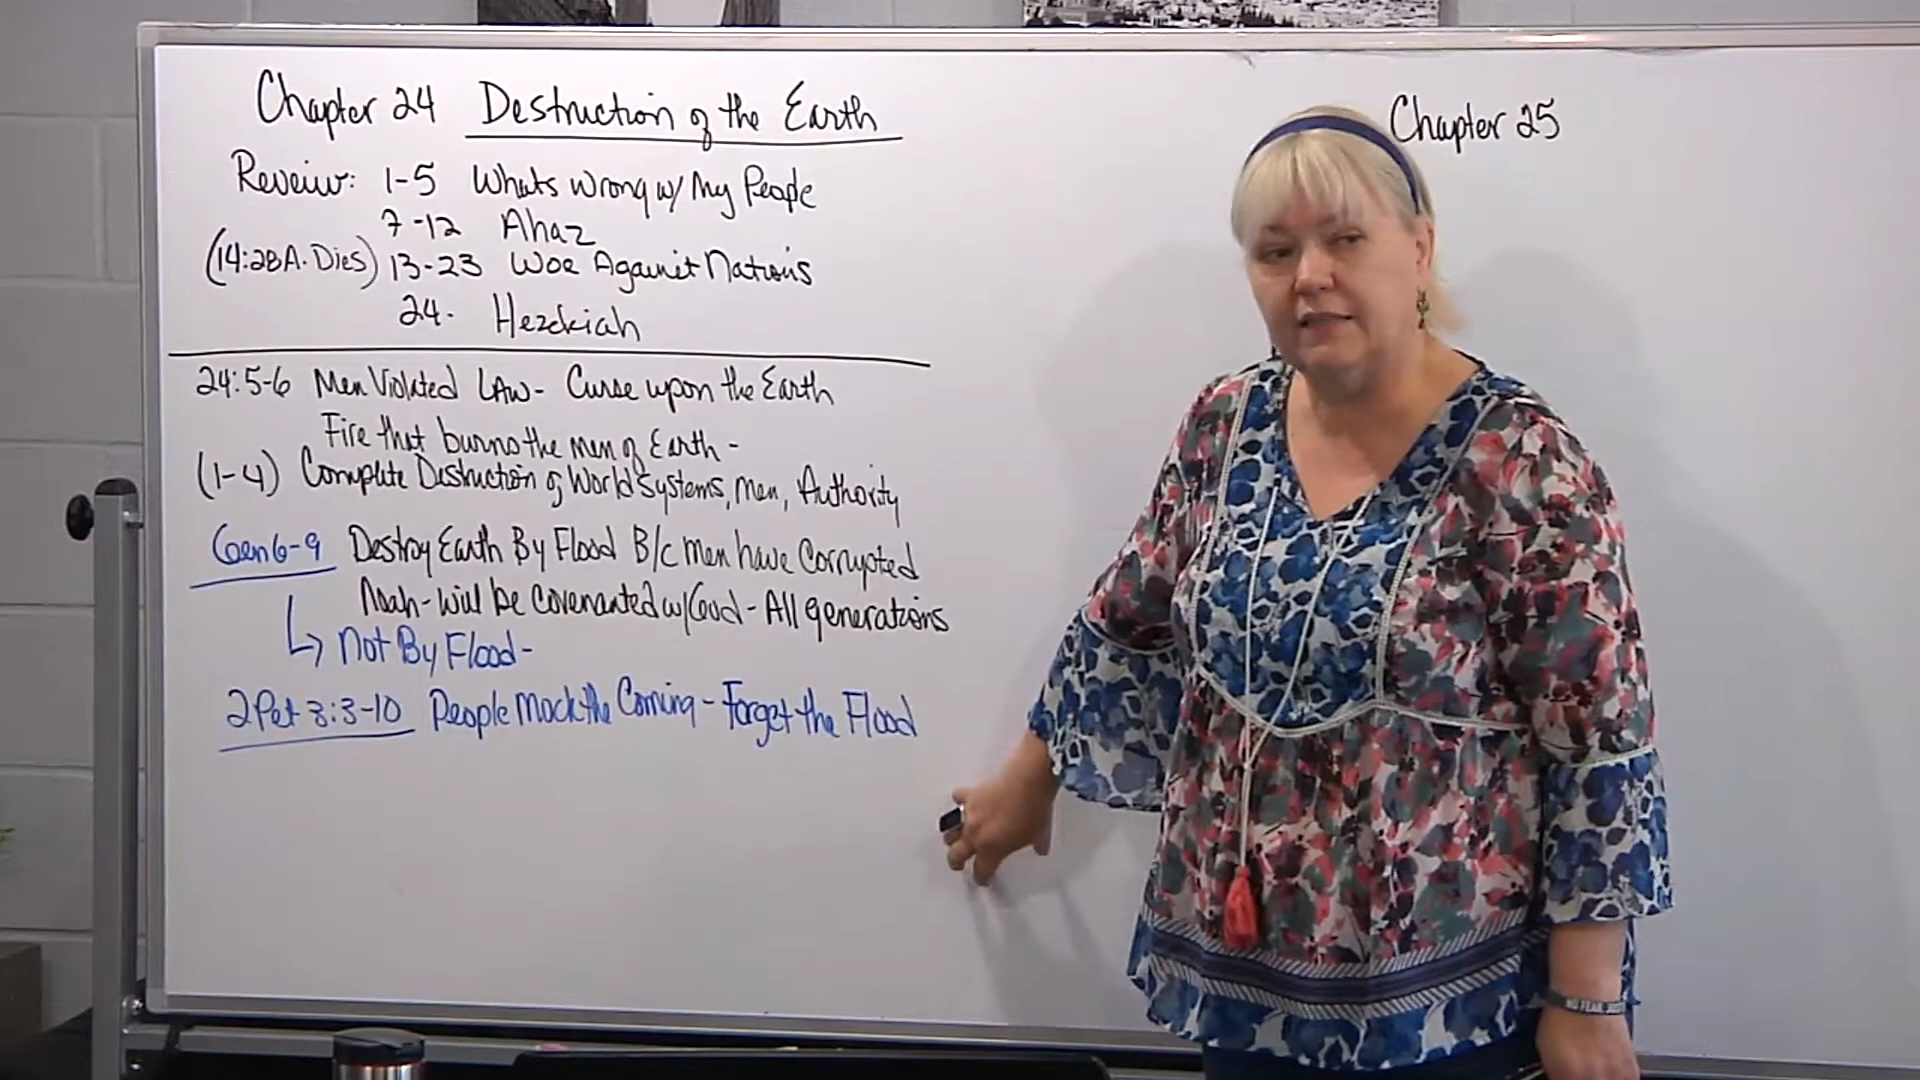 Chapter 24 Destruction of the Earth
Reveiw: 1-5 Whats wrong w/ My People
7-12 Ahaz
(14:28 A. Dies) 13-23 Woe Against Nations
24. Hezekiah
24:5-6 Men Violated LAW - Curse upon the Earth
Fire that burns the men of Earth -
(1-4) Complete Destruction of World Systems, Men, Authority
Gen 6-9 Destroy Earth By Flood B/c Men have Corrupted
Noah - will be covenanted w/ God - All generations
Not By Flood -
2 Pet 3:3-10 People Mock the Coming - Forget the Flood
Chapter 25